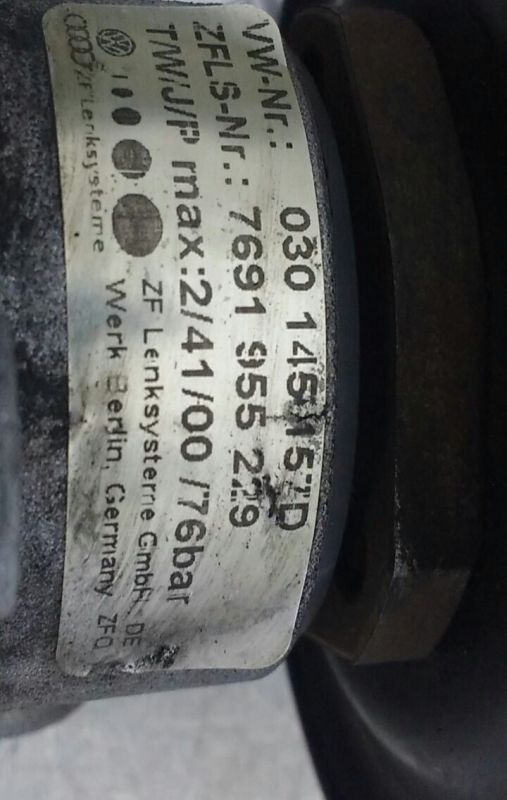 VW-Nr.: 030 145 157D
ZFLS-Nr.: 7691 955 229
T/W/J/P max:2/41/00 /76bar
ZF Lenksysteme GmbH, DE
Werk Berlin, Germany ZFO
ZF Lenksysteme